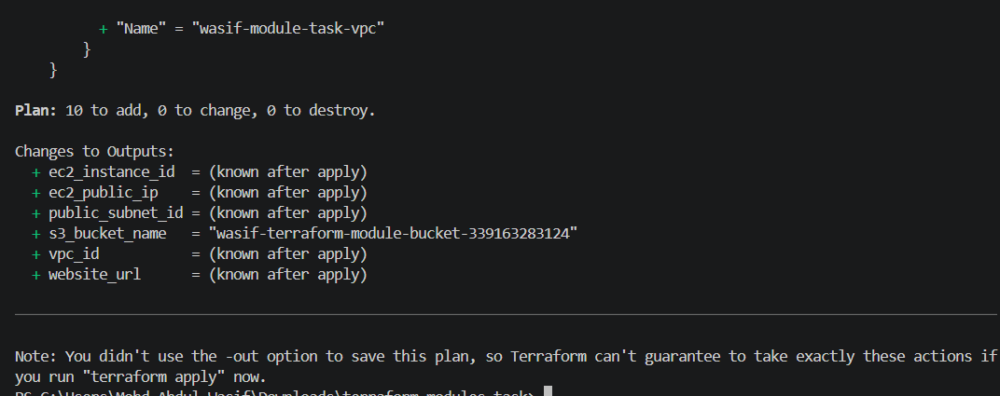 + "Name" = "wasif-module-task-vpc"
}
}
Plan: 10 to add, 0 to change, 0 to destroy.
Changes to Outputs:
+ ec2_instance_id  = (known after apply)
+ ec2_public_ip    = (known after apply)
+ public_subnet_id = (known after apply)
+ s3_bucket_name   = "wasif-terraform-module-bucket-339163283124"
+ vpc_id           = (known after apply)
+ website_url      = (known after apply)
Note: You didn't use the -out option to save this plan, so Terraform can't guarantee to take exactly these actions if
you run "terraform apply" now.
PS C:\Users\Mohd Abdul Wasif\Downloads\terraform-modules-task>